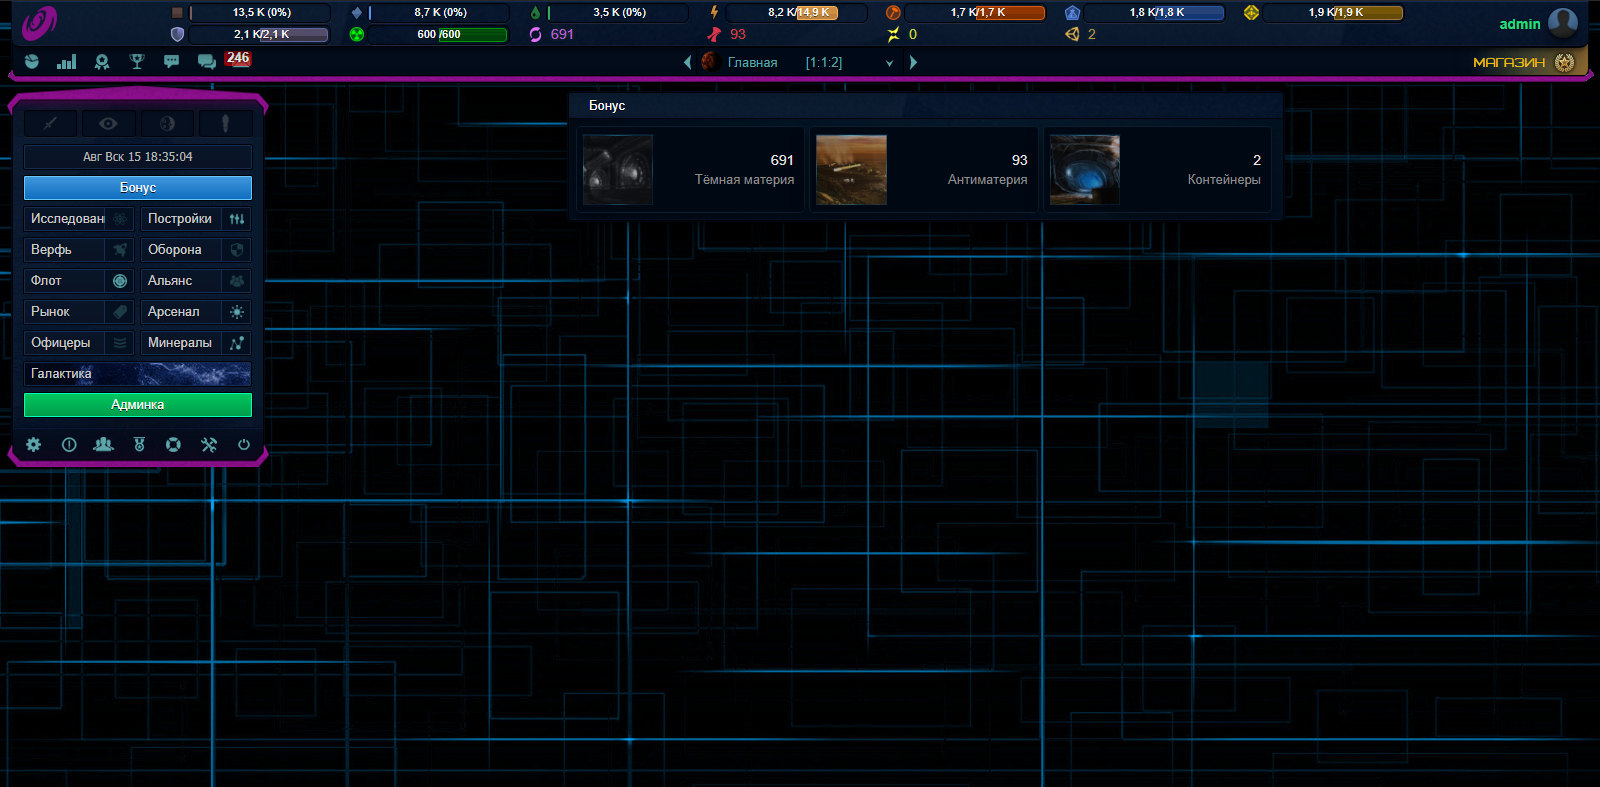 13,5 K (0%)
8,7 K (0%)
3,5 K (0%)
8,2 K/14,9 K
1,7 K/1,7 K
1,8 K/1,8 K
1,9 K/1,9 K
2,1 K/2,1 K
600 /600
691
93
0
2
admin
246
Главная [1:1:2]
МАГАЗИН
Авг Вск 15 18:35:04
Бонус
Исследован
Постройки
Верфь
Оборона
Флот
Альянс
Рынок
Арсенал
Офицеры
Минералы
Галактика
Админка
Бонус
691
Тёмная материя
93
Антиматерия
2
Контейнеры